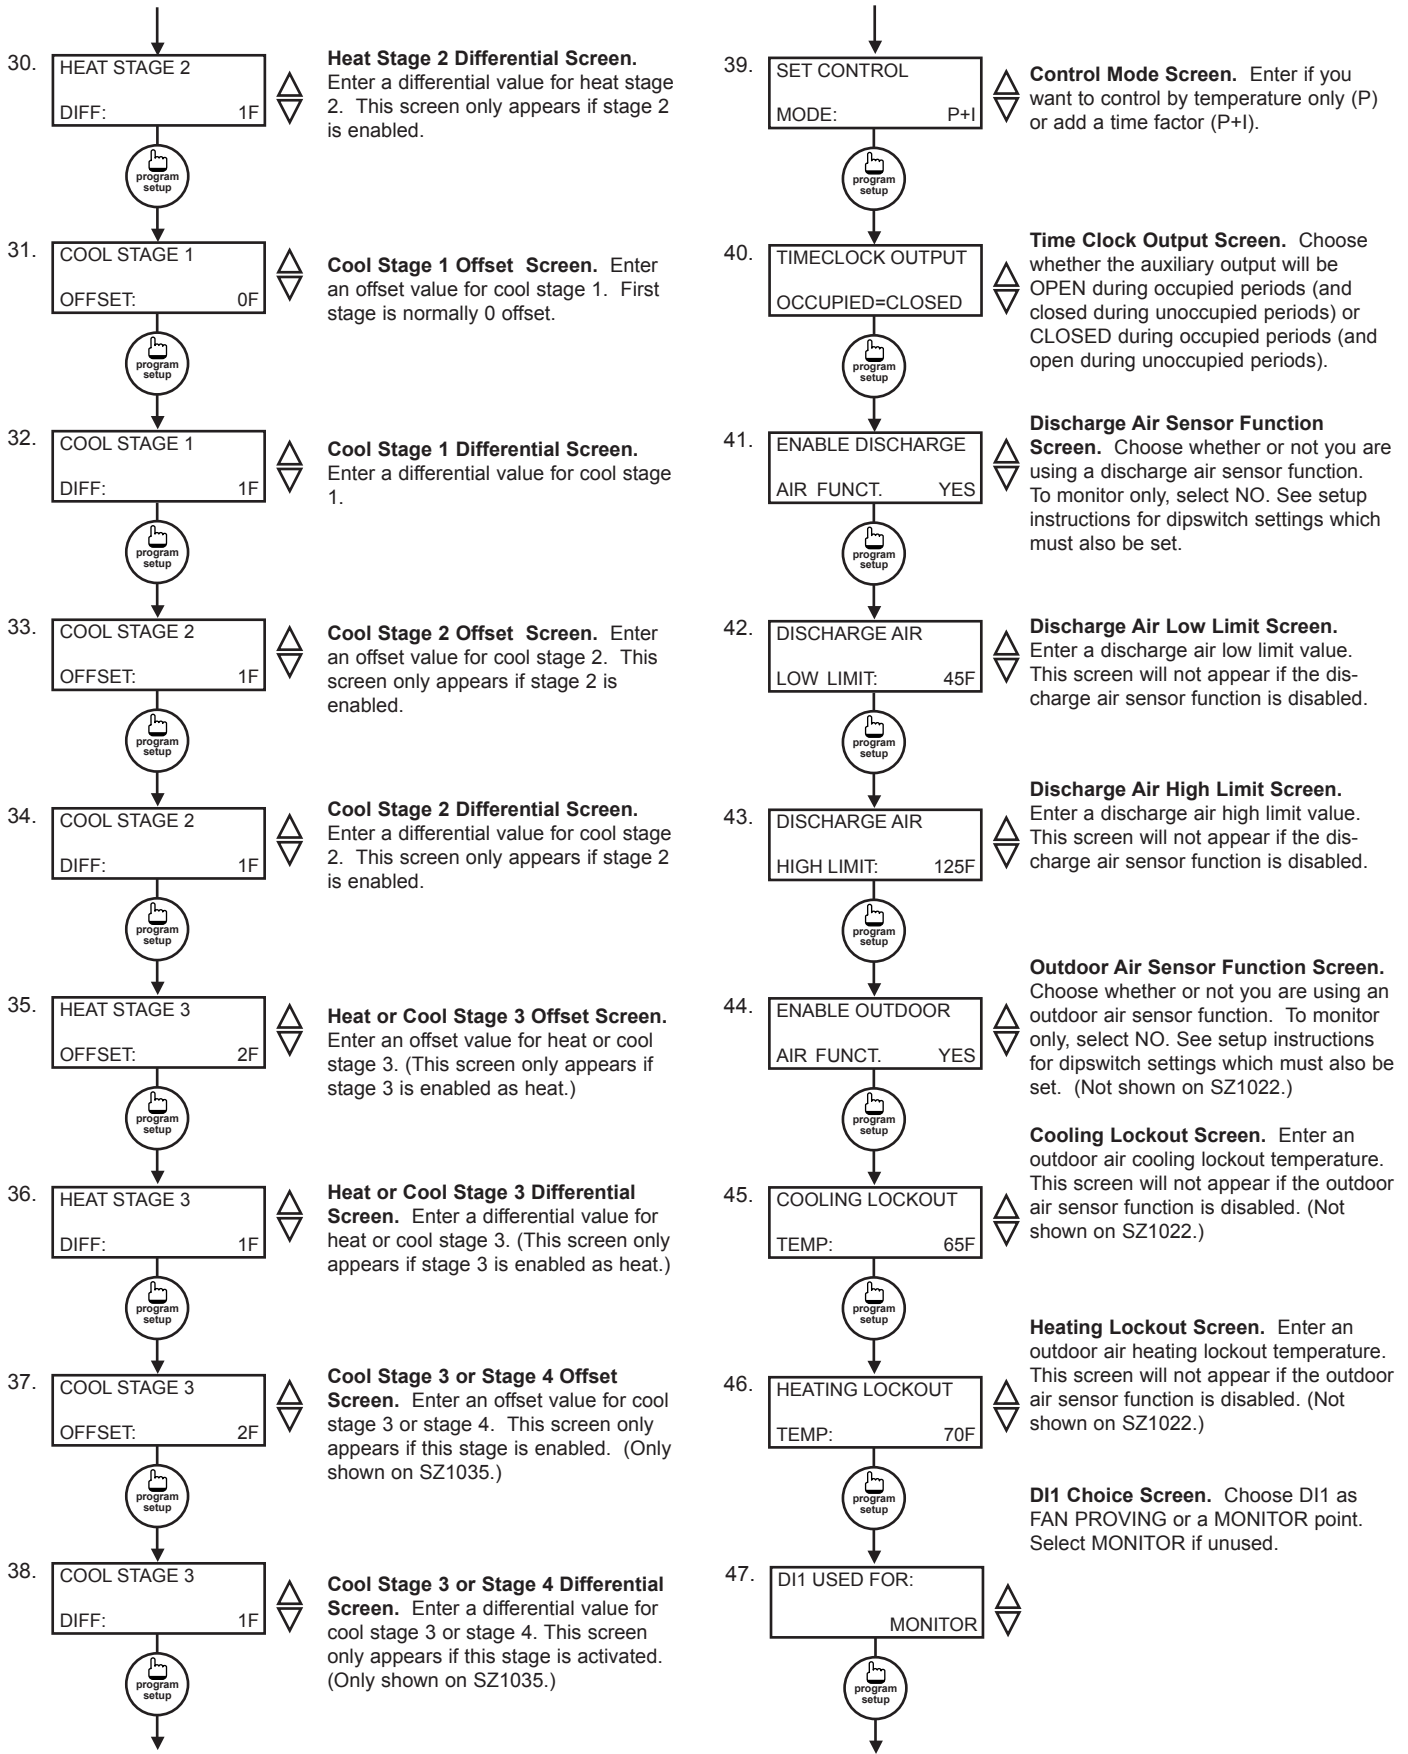 30.
HEAT STAGE 2
DIFF: 1F
Heat Stage 2 Differential Screen.
Enter a differential value for heat stage
2. This screen only appears if stage 2
is enabled.
program
setup
31.
COOL STAGE 1
OFFSET: 0F
Cool Stage 1 Offset Screen. Enter
an offset value for cool stage 1. First
stage is normally 0 offset.
program
setup
32.
COOL STAGE 1
DIFF: 1F
Cool Stage 1 Differential Screen.
Enter a differential value for cool stage
1.
program
setup
33.
COOL STAGE 2
OFFSET: 1F
Cool Stage 2 Offset Screen. Enter
an offset value for cool stage 2. This
screen only appears if stage 2 is
enabled.
program
setup
34.
COOL STAGE 2
DIFF: 1F
Cool Stage 2 Differential Screen.
Enter a differential value for cool stage
2. This screen only appears if stage 2
is enabled.
program
setup
35.
HEAT STAGE 3
OFFSET: 2F
Heat or Cool Stage 3 Offset Screen.
Enter an offset value for heat or cool
stage 3. (This screen only appears if
stage 3 is enabled as heat.)
program
setup
36.
HEAT STAGE 3
DIFF: 1F
Heat or Cool Stage 3 Differential
Screen. Enter a differential value for
heat or cool stage 3. (This screen only
appears if stage 3 is enabled as heat.)
program
setup
37.
COOL STAGE 3
OFFSET: 2F
Cool Stage 3 or Stage 4 Offset
Screen. Enter an offset value for cool
stage 3 or stage 4. This screen only
appears if this stage is enabled. (Only
shown on SZ1035.)
program
setup
38.
COOL STAGE 3
DIFF: 1F
Cool Stage 3 or Stage 4 Differential
Screen. Enter a differential value for
cool stage 3 or stage 4. This screen
only appears if this stage is activated.
(Only shown on SZ1035.)
program
setup
39.
SET CONTROL
MODE: P+I
Control Mode Screen. Enter if you
want to control by temperature only (P)
or add a time factor (P+I).
program
setup
40.
TIMECLOCK OUTPUT
OCCUPIED=CLOSED
Time Clock Output Screen. Choose
whether the auxiliary output will be
OPEN during occupied periods (and
closed during unoccupied periods) or
CLOSED during occupied periods (and
open during unoccupied periods).
program
setup
41.
ENABLE DISCHARGE
AIR FUNCT. YES
Discharge Air Sensor Function
Screen. Choose whether or not you are
using a discharge air sensor function.
To monitor only, select NO. See setup
instructions for dipswitch settings which
must also be set.
program
setup
42.
DISCHARGE AIR
LOW LIMIT: 45F
Discharge Air Low Limit Screen.
Enter a discharge air low limit value.
This screen will not appear if the dis-
charge air sensor function is disabled.
program
setup
43.
DISCHARGE AIR
HIGH LIMIT: 125F
Discharge Air High Limit Screen.
Enter a discharge air high limit value.
This screen will not appear if the dis-
charge air sensor function is disabled.
program
setup
44.
ENABLE OUTDOOR
AIR FUNCT. YES
Outdoor Air Sensor Function Screen.
Choose whether or not you are using an
outdoor air sensor function. To monitor
only, select NO. See setup instructions
for dipswitch settings which must also be
set. (Not shown on SZ1022.)
program
setup
45.
COOLING LOCKOUT
TEMP: 65F
Cooling Lockout Screen. Enter an
outdoor air cooling lockout temperature.
This screen will not appear if the outdoor
air sensor function is disabled. (Not
shown on SZ1022.)
program
setup
46.
HEATING LOCKOUT
TEMP: 70F
Heating Lockout Screen. Enter an
outdoor air heating lockout temperature.
This screen will not appear if the outdoor
air sensor function is disabled. (Not
shown on SZ1022.)
program
setup
47.
DI1 USED FOR:
MONITOR
DI1 Choice Screen. Choose DI1 as
FAN PROVING or a MONITOR point.
Select MONITOR if unused.
program
setup